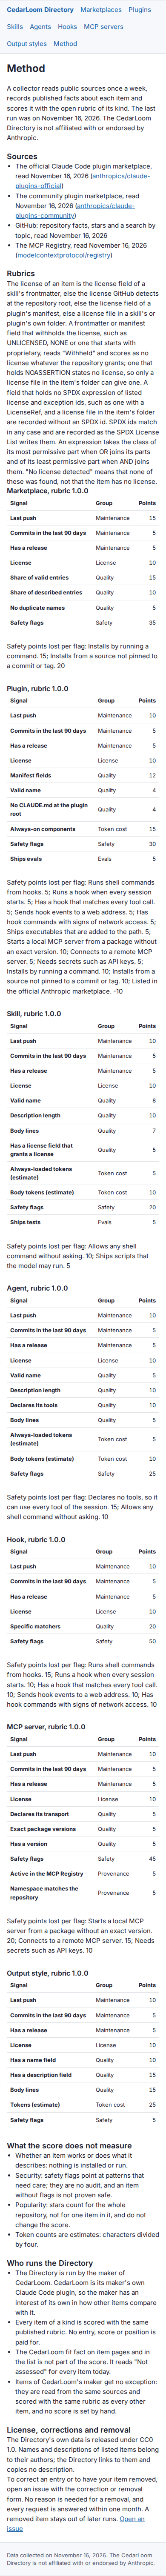 CedarLoom Directory Marketplaces Plugins
Skills Agents Hooks MCP servers
Output styles Method
Method
A collector reads public sources once a week,
records published facts about each item and
scores it with the open rubric of its kind. The last
run was on November 16, 2026. The CedarLoom
Directory is not affiliated with or endorsed by
Anthropic.
Sources
The official Claude Code plugin marketplace,
read November 16, 2026 (anthropics/claude-
plugins-official)
The community plugin marketplace, read
November 16, 2026 (anthropics/claude-
plugins-community)
GitHub: repository facts, stars and a search by
topic, read November 16, 2026
The MCP Registry, read November 16, 2026
(modelcontextprotocol/registry)
Rubrics
The license of an item is the license field of a
skill's frontmatter, else the license GitHub detects
for the repository, else the license field of a
plugin's manifest, else a license file in a skill's or
plugin's own folder. A frontmatter or manifest
field that withholds the license, such as
UNLICENSED, NONE or one that starts with
proprietary, reads "Withheld" and scores as no
license whatever the repository grants; one that
holds NOASSERTION states no license, so only a
license file in the item's folder can give one. A
field that holds no SPDX expression of listed
license and exception ids, such as one with a
LicenseRef, and a license file in the item's folder
are recorded without an SPDX id. SPDX ids match
in any case and are recorded as the SPDX License
List writes them. An expression takes the class of
its most permissive part when OR joins its parts
and of its least permissive part when AND joins
them. "No license detected" means that none of
these was found, not that the item has no license.
Marketplace, rubric 1.0.0
Signal Group Points
Last push Maintenance 15
Commits in the last 90 days Maintenance 5
Has a release Maintenance 5
License License 10
Share of valid entries Quality 15
Share of described entries Quality 10
No duplicate names Quality 5
Safety flags Safety 35
Safety points lost per flag: Installs by running a
command. 15; Installs from a source not pinned to
a commit or tag. 20
Plugin, rubric 1.0.0
Signal Group Points
Last push Maintenance 10
Commits in the last 90 days Maintenance 5
Has a release Maintenance 5
License License 10
Manifest fields Quality 12
Valid name Quality 4
No CLAUDE.md at the plugin
root Quality 4
Always-on components Token cost 15
Safety flags Safety 30
Ships evals Evals 5
Safety points lost per flag: Runs shell commands
from hooks. 5; Runs a hook when every session
starts. 3; Has a hook that matches every tool call.
5; Sends hook events to a web address. 5; Has
hook commands with signs of network access. 5;
Ships executables that are added to the path. 5;
Starts a local MCP server from a package without
an exact version. 10; Connects to a remote MCP
server. 5; Needs secrets such as API keys. 5;
Installs by running a command. 10; Installs from a
source not pinned to a commit or tag. 10; Listed in
the official Anthropic marketplace. -10
Skill, rubric 1.0.0
Signal Group Points
Last push Maintenance 10
Commits in the last 90 days Maintenance 5
Has a release Maintenance 5
License License 10
Valid name Quality 8
Description length Quality 10
Body lines Quality 7
Has a license field that
grants a license Quality 5
Always-loaded tokens
(estimate) Token cost 5
Body tokens (estimate) Token cost 10
Safety flags Safety 20
Ships tests Evals 5
Safety points lost per flag: Allows any shell
command without asking. 10; Ships scripts that
the model may run. 5
Agent, rubric 1.0.0
Signal Group Points
Last push Maintenance 10
Commits in the last 90 days Maintenance 5
Has a release Maintenance 5
License License 10
Valid name Quality 5
Description length Quality 10
Declares its tools Quality 10
Body lines Quality 5
Always-loaded tokens
(estimate) Token cost 5
Body tokens (estimate) Token cost 10
Safety flags Safety 25
Safety points lost per flag: Declares no tools, so it
can use every tool of the session. 15; Allows any
shell command without asking. 10
Hook, rubric 1.0.0
Signal Group Points
Last push Maintenance 10
Commits in the last 90 days Maintenance 5
Has a release Maintenance 5
License License 10
Specific matchers Quality 20
Safety flags Safety 50
Safety points lost per flag: Runs shell commands
from hooks. 15; Runs a hook when every session
starts. 10; Has a hook that matches every tool call.
10; Sends hook events to a web address. 10; Has
hook commands with signs of network access. 10
MCP server, rubric 1.0.0
Signal Group Points
Last push Maintenance 10
Commits in the last 90 days Maintenance 5
Has a release Maintenance 5
License License 10
Declares its transport Quality 5
Exact package versions Quality 5
Has a version Quality 5
Safety flags Safety 45
Active in the MCP Registry Provenance 5
Namespace matches the
repository Provenance 5
Safety points lost per flag: Starts a local MCP
server from a package without an exact version.
20; Connects to a remote MCP server. 15; Needs
secrets such as API keys. 10
Output style, rubric 1.0.0
Signal Group Points
Last push Maintenance 10
Commits in the last 90 days Maintenance 5
Has a release Maintenance 5
License License 10
Has a name field Quality 10
Has a description field Quality 15
Body lines Quality 15
Tokens (estimate) Token cost 25
Safety flags Safety 5
What the score does not measure
Whether an item works or does what it
describes: nothing is installed or run.
Security: safety flags point at patterns that
need care; they are no audit, and an item
without flags is not proven safe.
Popularity: stars count for the whole
repository, not for one item in it, and do not
change the score.
Token counts are estimates: characters divided
by four.
Who runs the Directory
The Directory is run by the maker of
CedarLoom. CedarLoom is its maker's own
Claude Code plugin, so the maker has an
interest of its own in how other items compare
with it.
Every item of a kind is scored with the same
published rubric. No entry, score or position is
paid for.
The CedarLoom fit fact on item pages and in
the list is not part of the score. It reads "Not
assessed" for every item today.
Items of CedarLoom's maker get no exception:
they are read from the same sources and
scored with the same rubric as every other
item, and no score is set by hand.
License, corrections and removal
The Directory's own data is released under CC0
1.0. Names and descriptions of listed items belong
to their authors; the Directory links to them and
copies no description.
To correct an entry or to have your item removed,
open an issue with the correction or removal
form. No reason is needed for a removal, and
every request is answered within one month. A
removed item stays out of later runs. Open an
issue
Data collected on November 16, 2026. The CedarLoom
Directory is not affiliated with or endorsed by Anthropic.